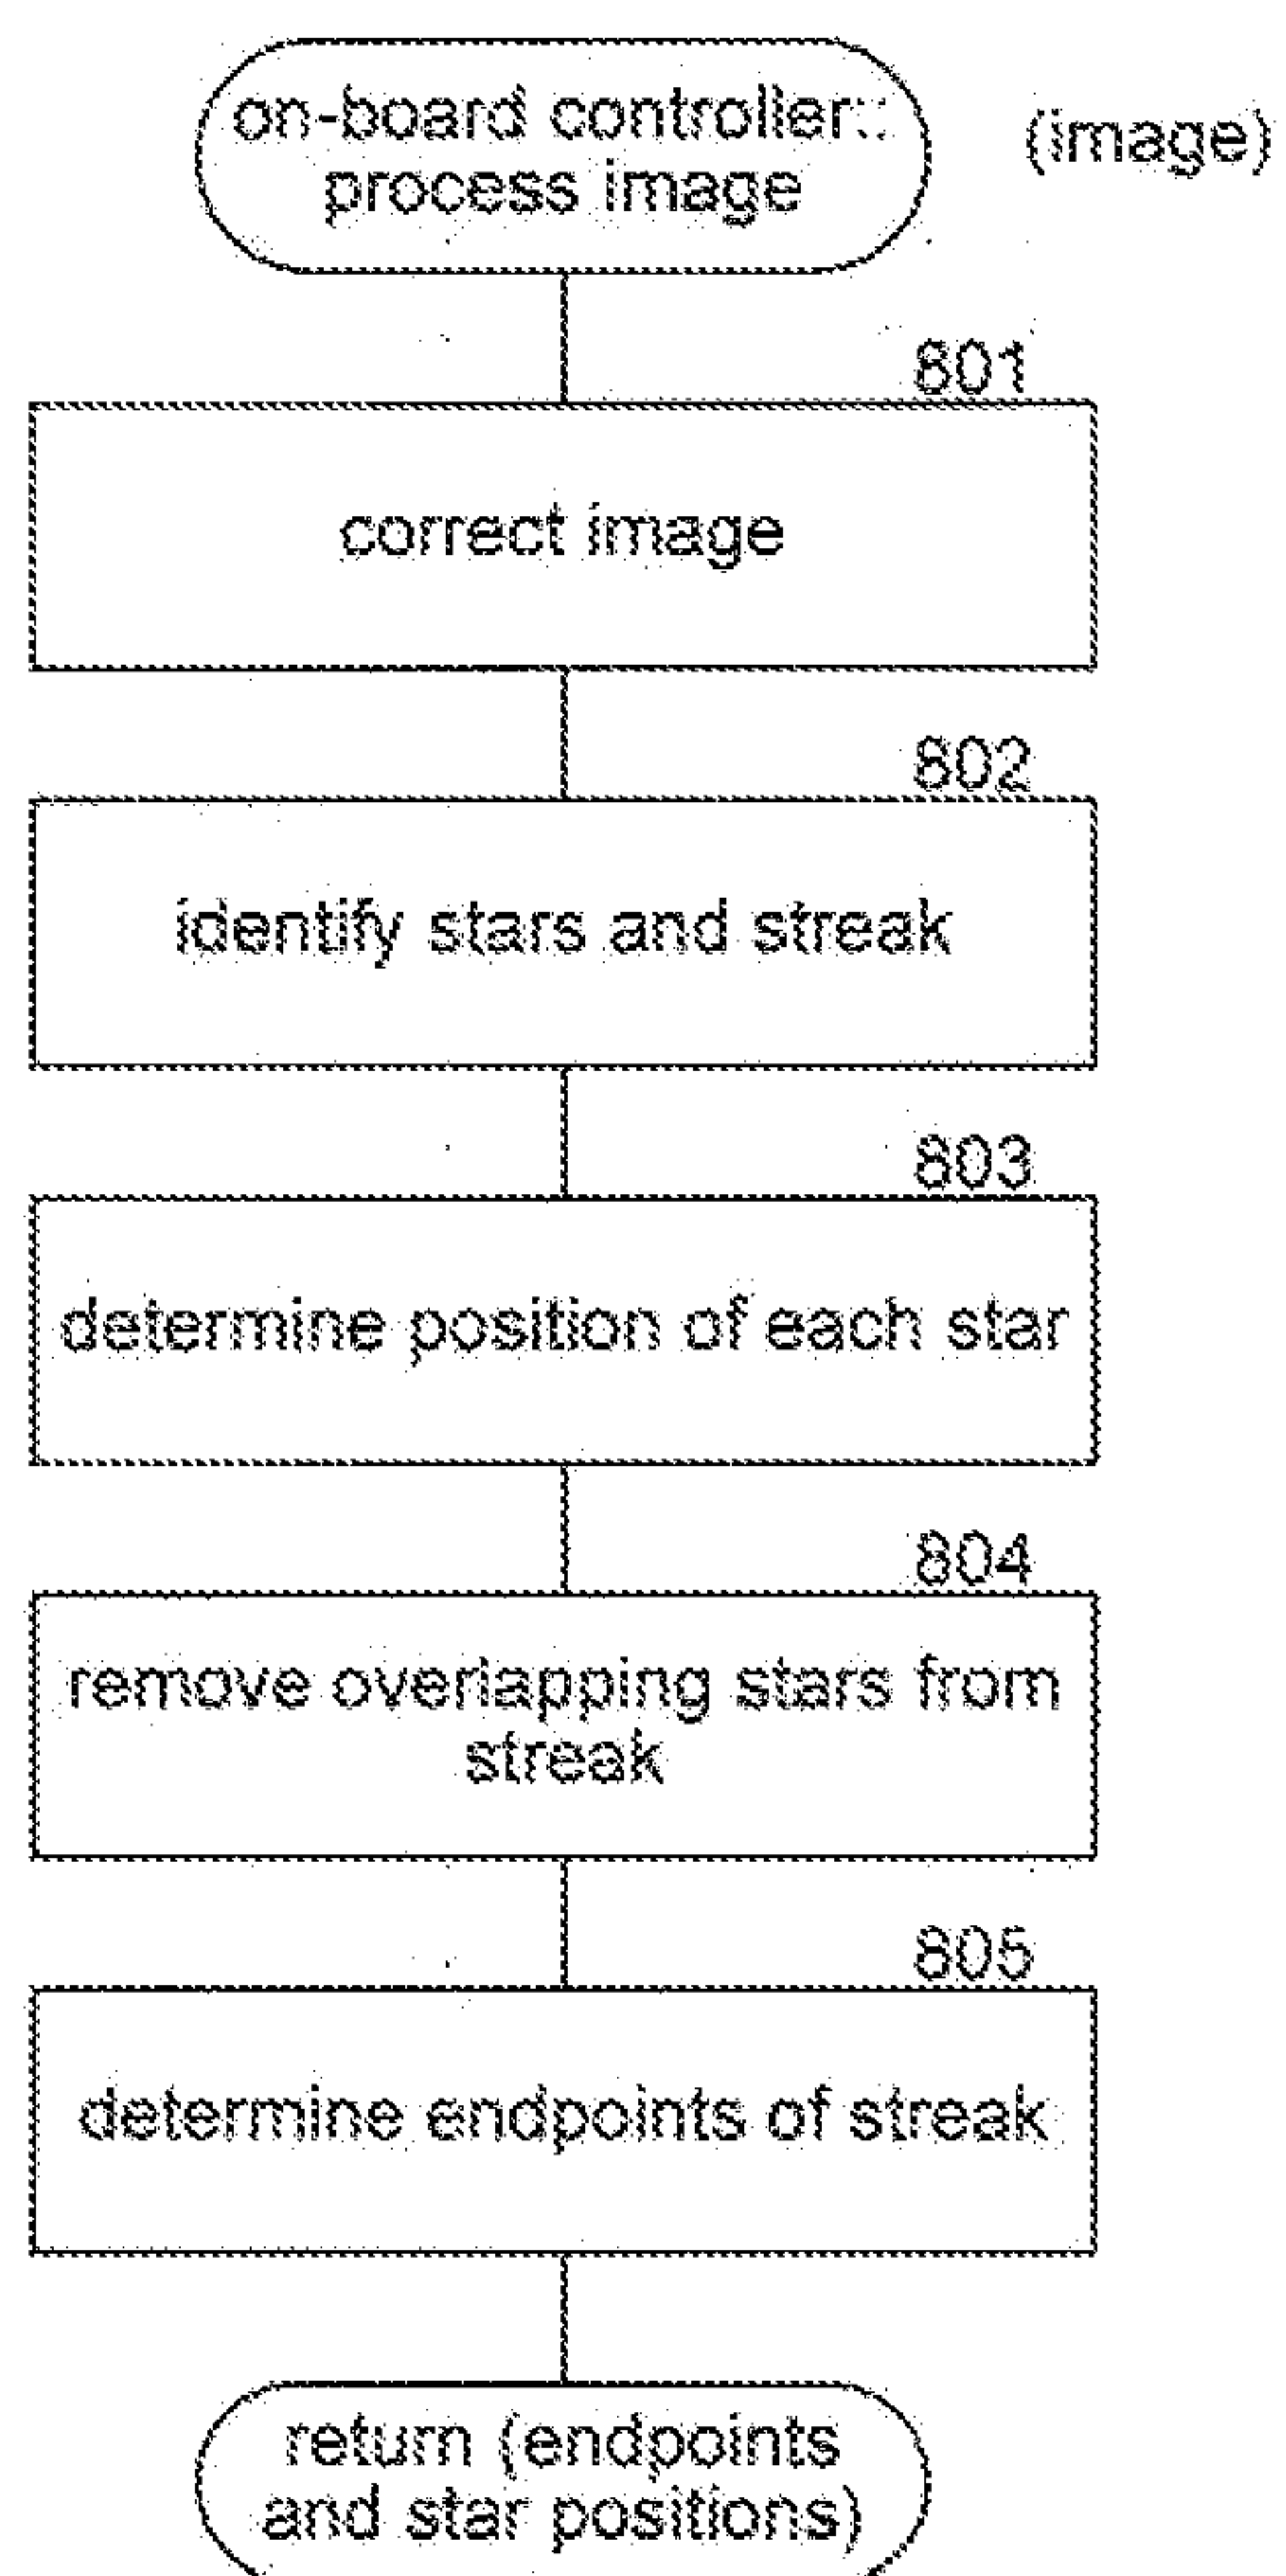 on-board controller::
process image
(image)
801
correct image
802
identify stars and streak
803
determine position of each star
804
remove overlapping stars from
streak
805
determine endpoints of streak
return (endpoints
and star positions)